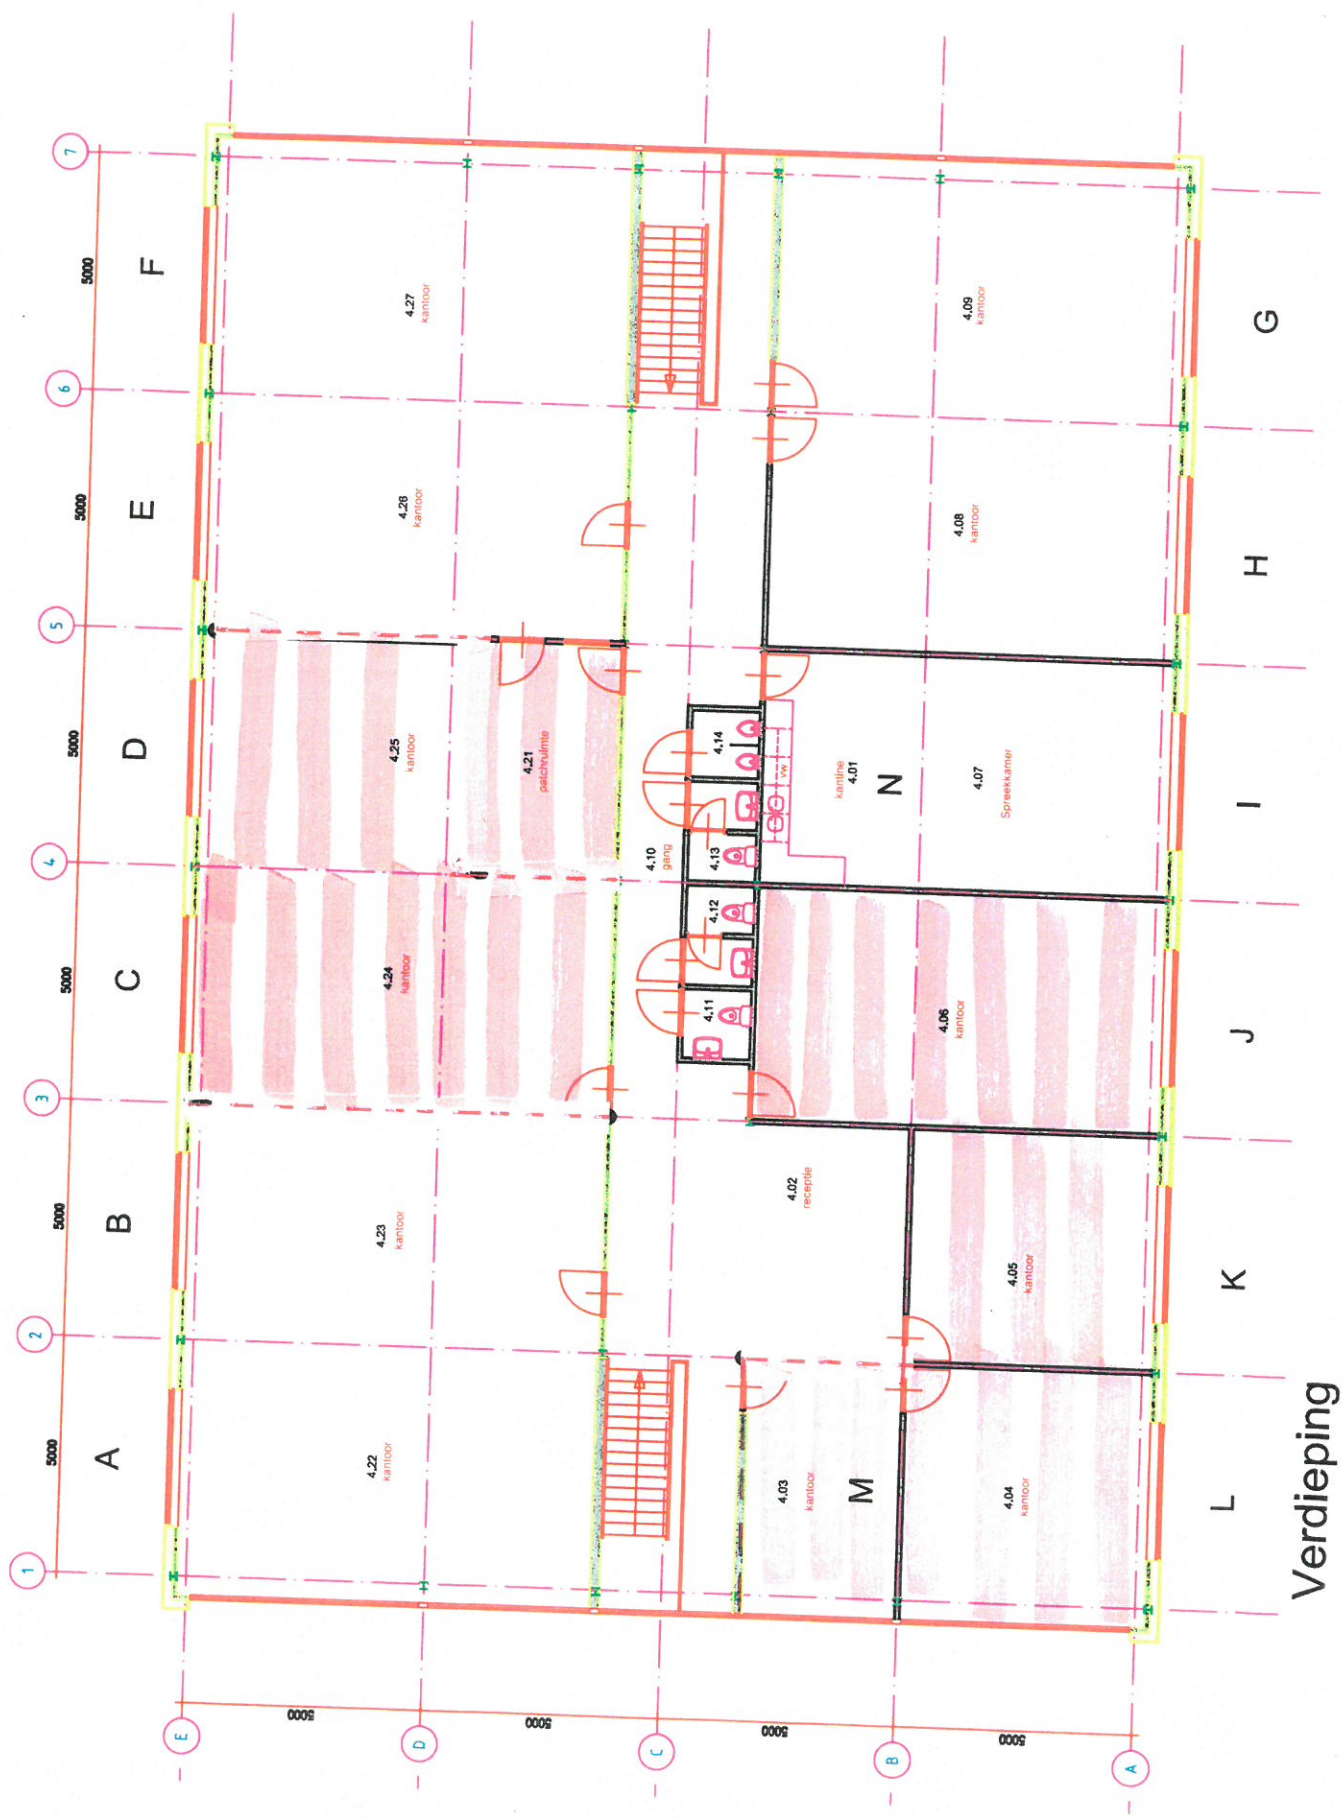 1
2
3
4
5
6
7
5000
5000
5000
5000
5000
5000
A
B
C
D
E
F
4.22
kantoor
4.23
kantoor
4.24
kantoor
4.25
kantoor
4.21
patchruimte
4.26
kantoor
4.27
kantoor
4.10
gang
4.11
4.12
4.13
4.14
vw
kantine
4.01
N
4.07
Spreekkamer
4.02
receptie
4.03
kantoor
M
4.04
kantoor
4.05
kantoor
4.06
kantoor
4.08
kantoor
4.09
kantoor
L
K
J
I
H
G
E
D
C
B
A
5000
5000
5000
5000
Verdieping